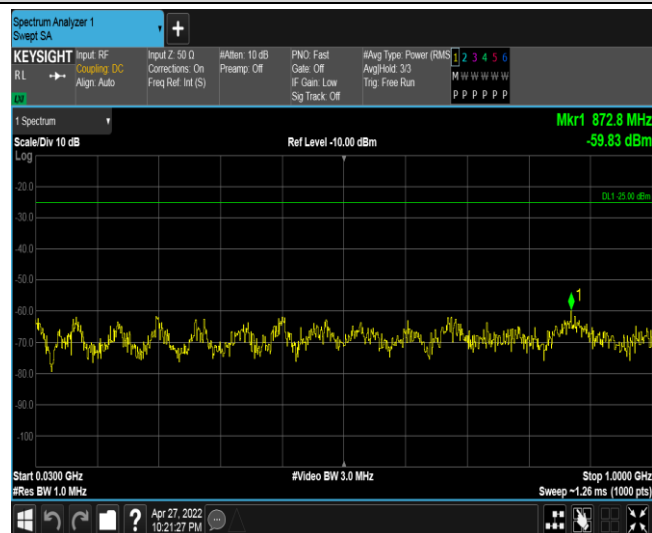 Spectrum Analyzer 1
Swept SA
+
KEYSIGHT Input: RF
RL
Coupling: DC
Align: Auto
Input Z: 50 Ω
Corrections: On
Freq Ref: Int (S)
#Atten: 10 dB
Preamp: Off
PNO: Fast
Gate: Off
IF Gain: Low
Sig Track: Off
#Avg Type: Power (RMS
Avg|Hold: 3/3
Trig: Free Run
1 2 3 4 5 6
M W W W W W
P P P P P P
1 Spectrum
Scale/Div 10 dB
Ref Level -10.00 dBm
Mkr1 872.8 MHz
-59.83 dBm
Log
-20.0
DL1 -25.00 dBm
-30.0
-40.0
-50.0
1
-60.0
-70.0
-80.0
-90.0
-100
Start 0.0300 GHz
#Res BW 1.0 MHz
#Video BW 3.0 MHz
Stop 1.0000 GHz
Sweep ~1.26 ms (1000 pts)
?
Apr 27, 2022
10:21:27 PM